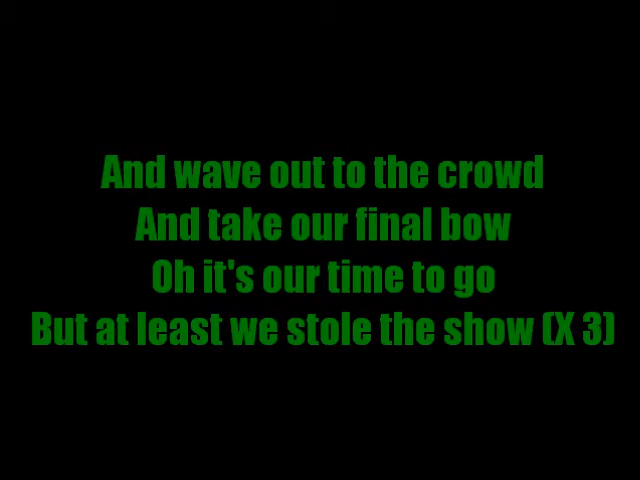 And wave out to the crowd
And take our final bow
Oh it's our time to go
But at least we stole the show (X 3)